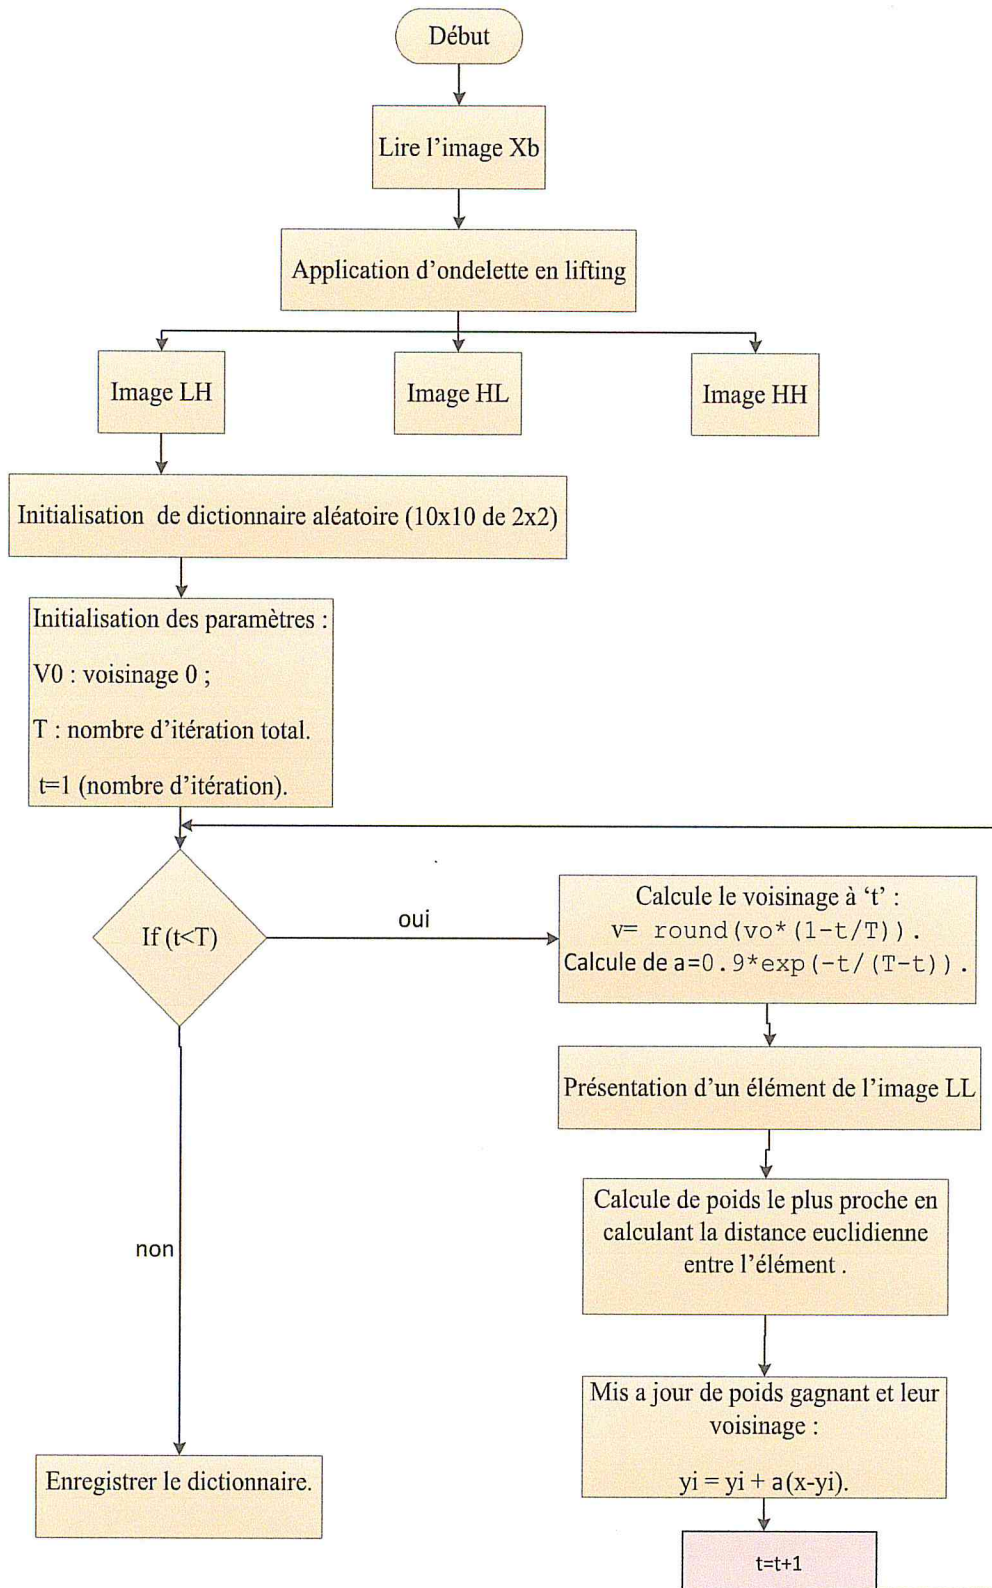 Début
Lire l'image Xb
Application d'ondelette en lifting
Image LH
Image HL
Image HH
Initialisation de dictionnaire aléatoire (10x10 de 2x2)
Initialisation des paramètres :
V0 : voisinage 0 ;
T : nombre d'itération total.
t=1 (nombre d'itération).
If (t<T)
oui
Calcule le voisinage à 't' :
v= round(vo*(1-t/T)).
Calcule de a=0.9*exp(-t/(T-t)).
Présentation d'un élément de l'image LL
Calcule de poids le plus proche en
calculant la distance euclidienne
entre l'élément .
non
Mis a jour de poids gagnant et leur
voisinage :
yi = yi + a(x-yi).
Enregistrer le dictionnaire.
t=t+1